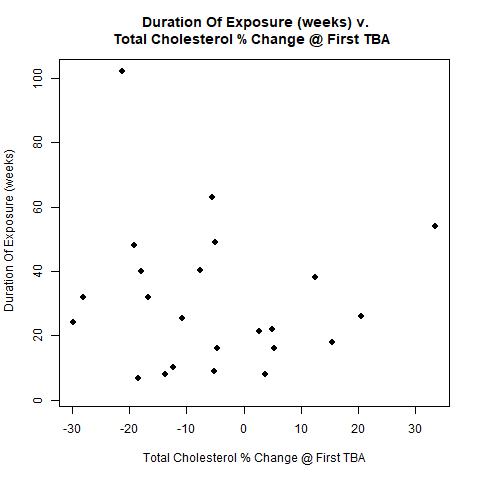 Duration Of Exposure (weeks) v.
Total Cholesterol % Change @ First TBA
Duration Of Exposure (weeks)
100
80
60
40
20
0
-30 -20 -10 0 10 20 30
Total Cholesterol % Change @ First TBA